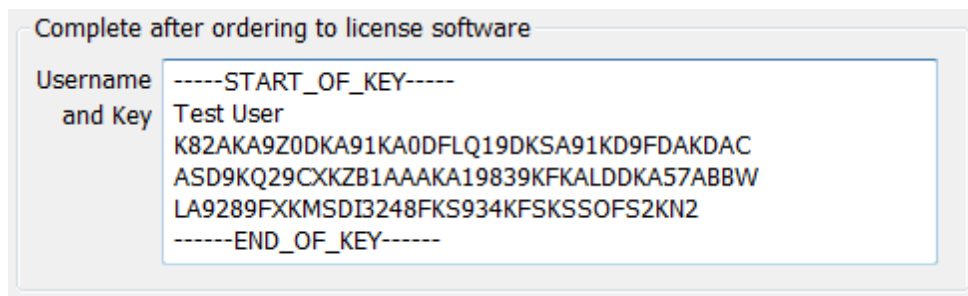 Complete after ordering to license software
Username
and Key
-----START_OF_KEY-----
Test User
K82AKA9Z0DKA91KA0DFLQ19DKSA91KD9FDAKDAC
ASD9KQ29CXKZB1AAAKA19839KFKALDDKA57ABBW
LA9289FXKMSDI3248FKS934KFSKSSOFS2KN2
------END_OF_KEY------